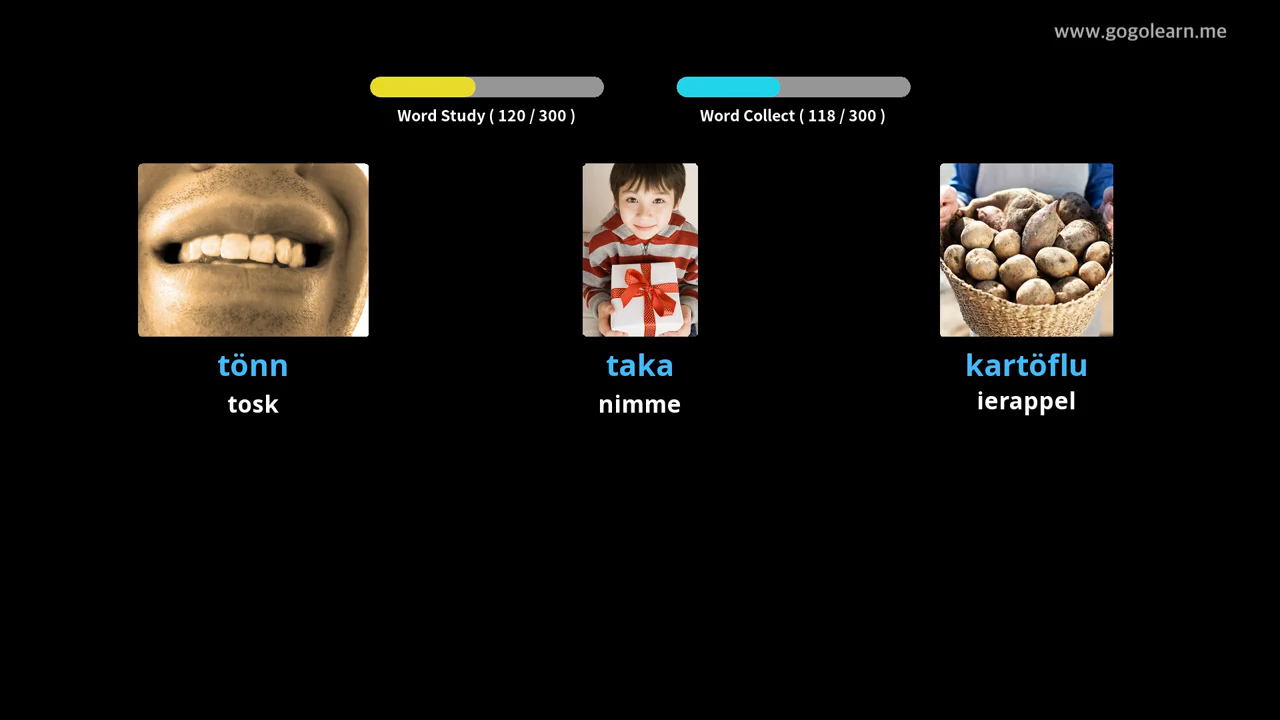 www.gogolearn.me
Word Study ( 120 / 300 )
Word Collect ( 118 / 300 )
tönn
taka
kartöflu
tosk
nimme
ierappel